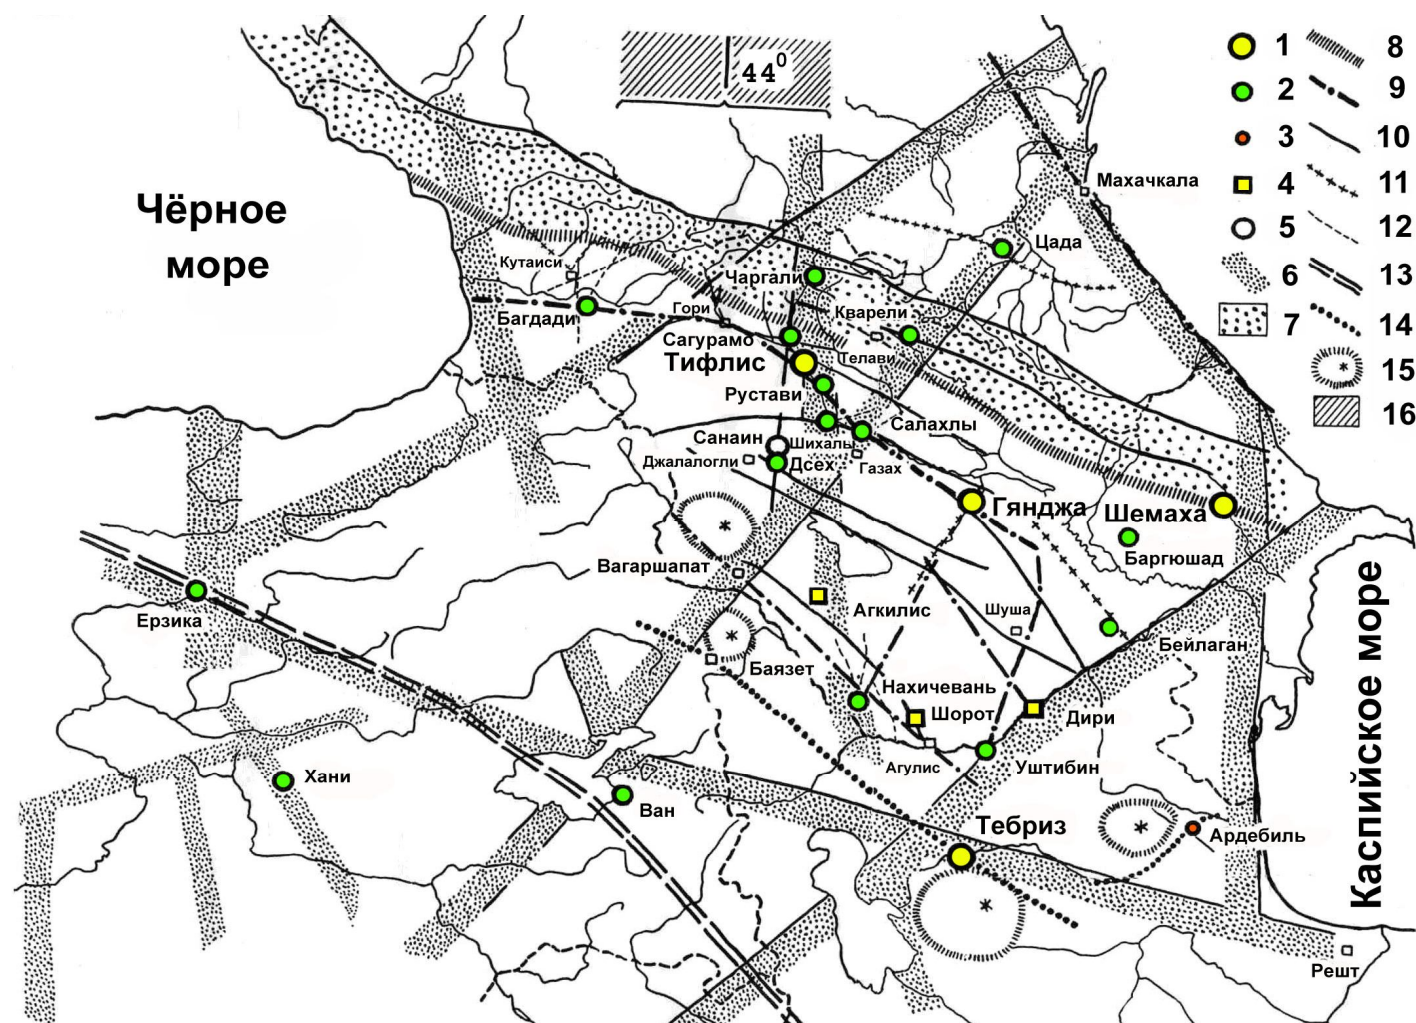 44⁰
1
8
2
9
3
10
4
11
5
12
6
13
7
14
15
16
Чёрное
море
Махачкала
Цада
Кутаиси
Чаргали
Багдади
Гори
Кварели
Сагурамо
Тифлис
Телави
Рустави
Салахлы
Санаин
Шихалы
Джалалогли
Дсех
Газах
Гянджа
Шемаха
Баргюшад
Вагаршапат
Агкилис
Шуша
Ерзика
Бейлаган
Баязет
Нахичевань
Шорот
Дири
Агулис
Уштибин
Хани
Ван
Тебриз
Ардебиль
Каспийское море
Решт